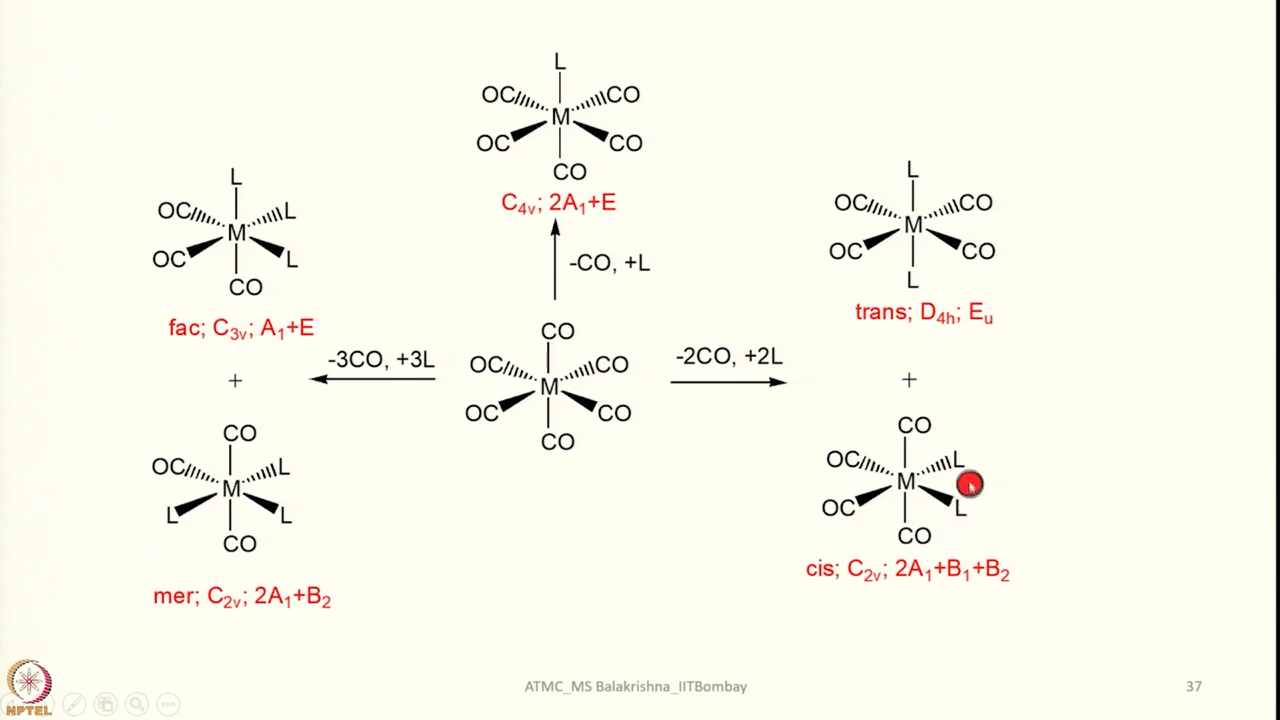 L
OC CO
M
OC CO
CO
C4v; 2A1+E
-CO, +L
L
OC L
M
OC L
CO
fac; C3v; A1+E
+
CO
OC L
M
L L
CO
mer; C2v; 2A1+B2
-3CO, +3L
CO
OC CO
M
OC CO
CO
-2CO, +2L
L
OC CO
M
OC CO
L
trans; D4h; Eu
+
CO
OC L
M
OC L
CO
cis; C2v; 2A1+B1+B2
NPTEL
ATMC_MS Balakrishna_IITBombay
37